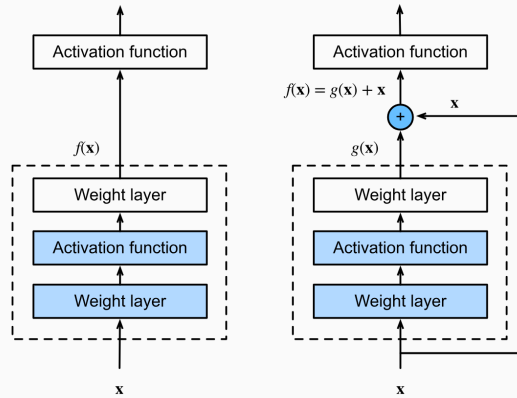 Activation function
f(x)
Weight layer
Activation function
Weight layer
x
Activation function
f(x) = g(x) + x
x
+
g(x)
Weight layer
Activation function
Weight layer
x